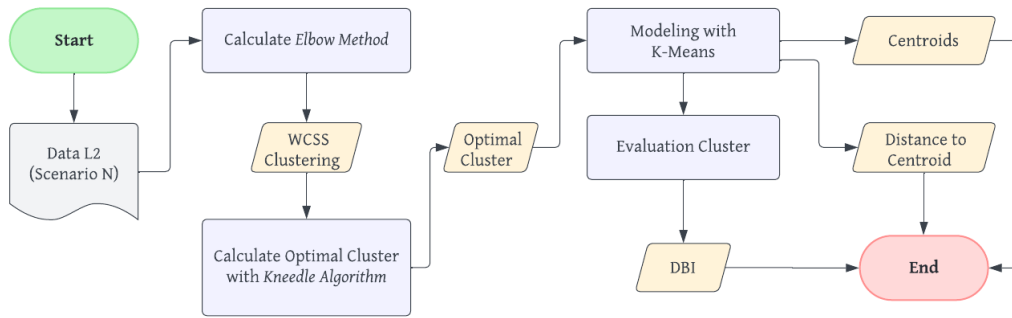 Start
Data L2
(Scenario N)
Calculate Elbow Method
WCSS
Clustering
Calculate Optimal Cluster
with Kneedle Algorithm
Optimal
Cluster
Modeling with
K-Means
Evaluation Cluster
DBI
Centroids
Distance to
Centroid
End